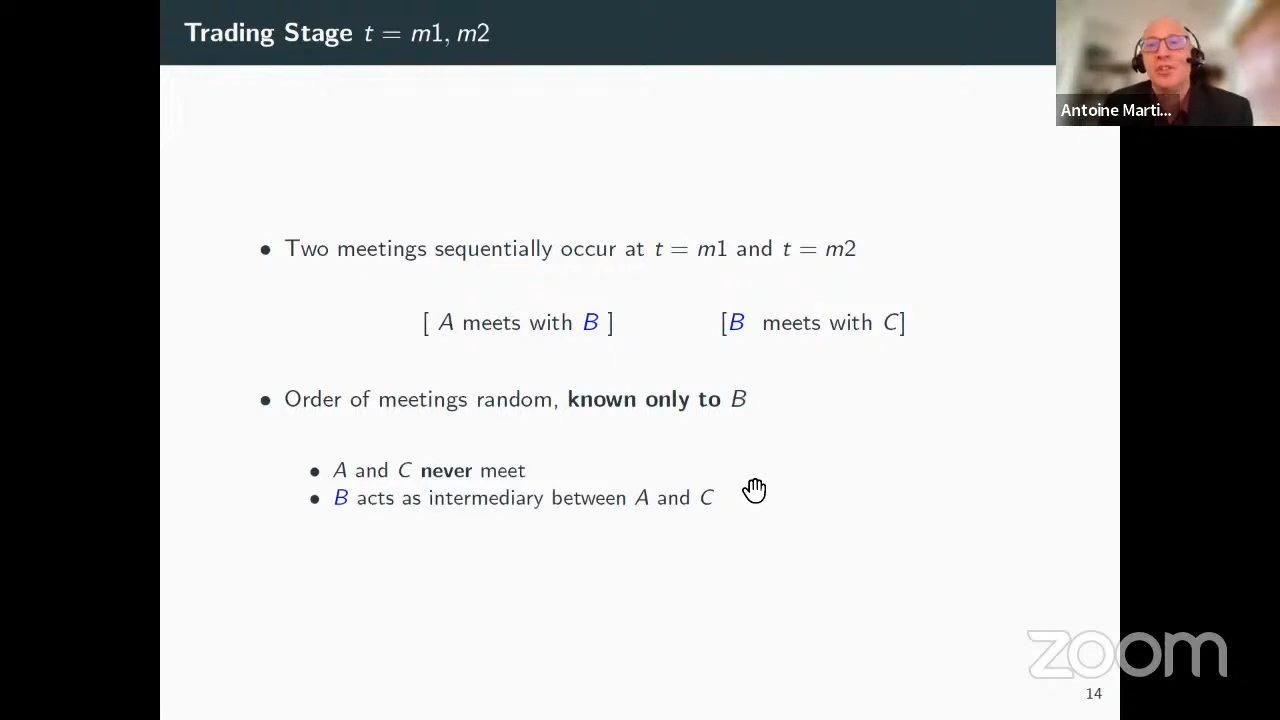 Trading Stage t = m1, m2
Antoine Marti...
• Two meetings sequentially occur at t = m1 and t = m2
[ A meets with B ] [B meets with C]
• Order of meetings random, known only to B
• A and C never meet
• B acts as intermediary between A and C
zoom
14